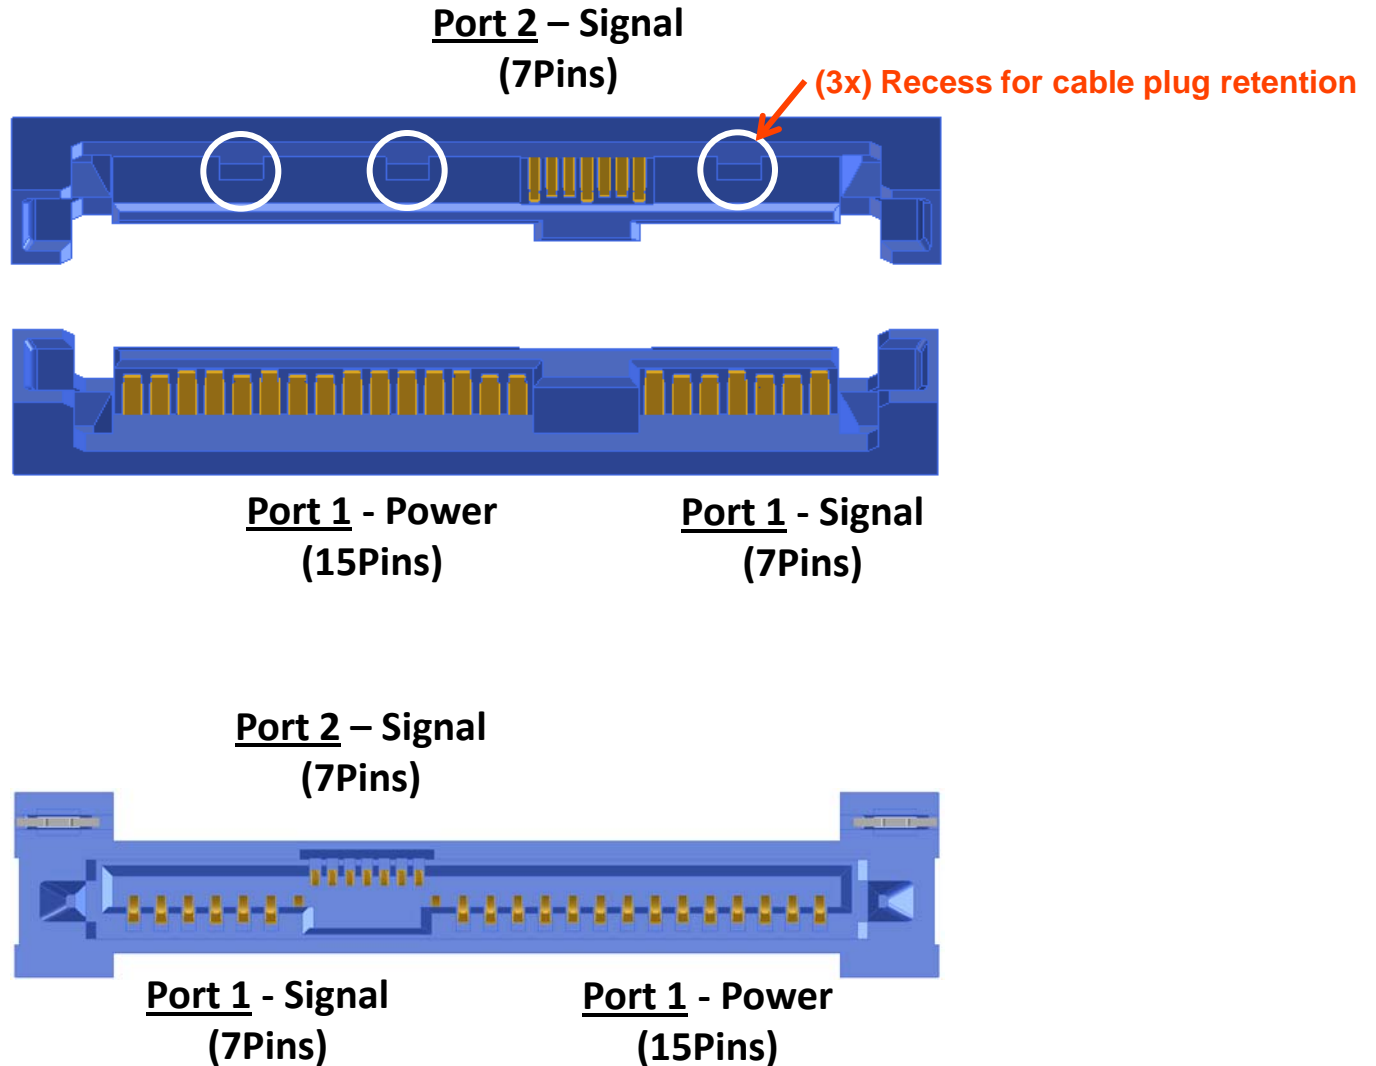 Port 2 – Signal
(7Pins)
(3x) Recess for cable plug retention
Port 1 - Power
(15Pins)
Port 1 - Signal
(7Pins)
Port 2 – Signal
(7Pins)
Port 1 - Signal
(7Pins)
Port 1 - Power
(15Pins)